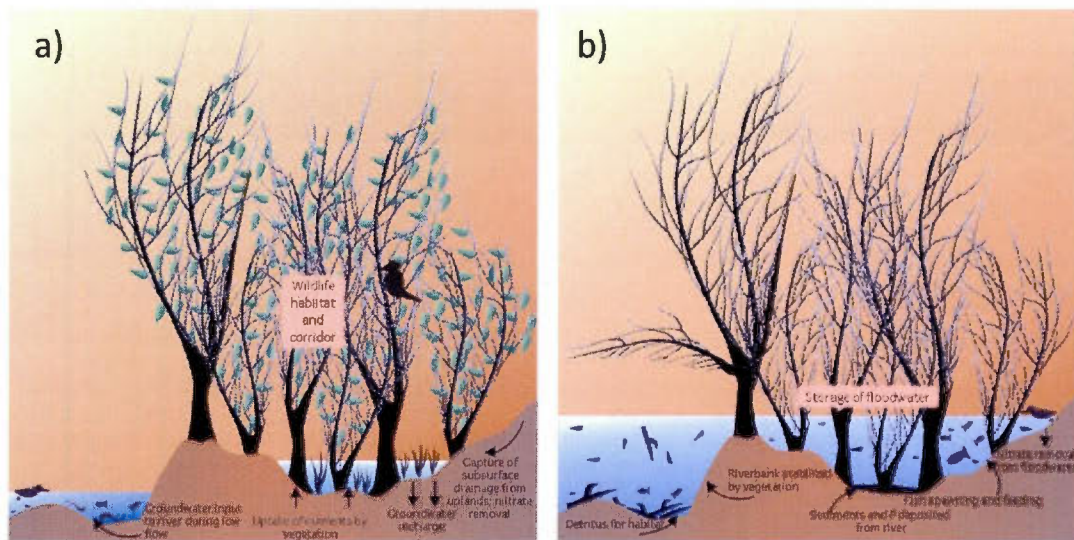 a)
Wildlife
habitat
and
corridor
Capture of
subsurface
drainage from
uplands; nitrate
removal
Groundwater input
to river during low
flow
Uptake of nutrients by
vegetation
Groundwater
recharge
b)
Storage of floodwater
Riverbank stabilized
by vegetation
Nitrate removal
from floodwater
Fish spawning and feeding
Sediments and P deposited
from river
Detritus for habitat